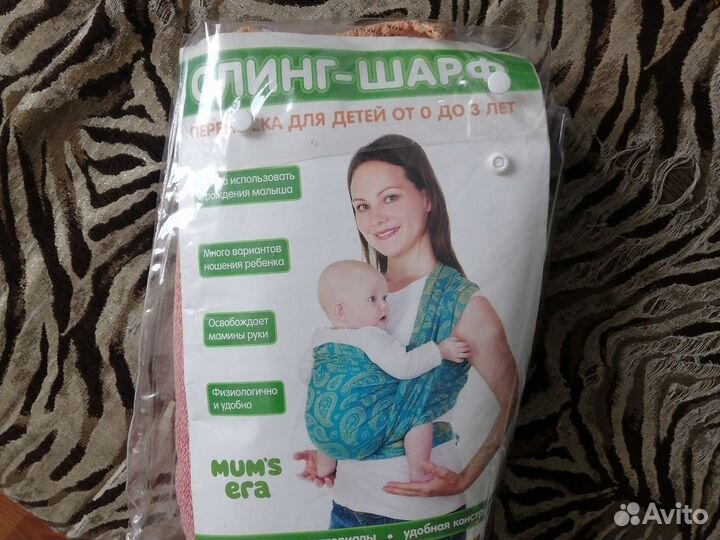 СЛИНГ-ШАРФ
ПЕРЕНОСКА ДЛЯ ДЕТЕЙ ОТ 0 ДО 3 ЛЕТ
использовать
рождения малыша
Много вариантов
ношения ребенка
Освобождает
мамины руки
Физиологично
и удобно
MUM'S
era
• удобная
Avito